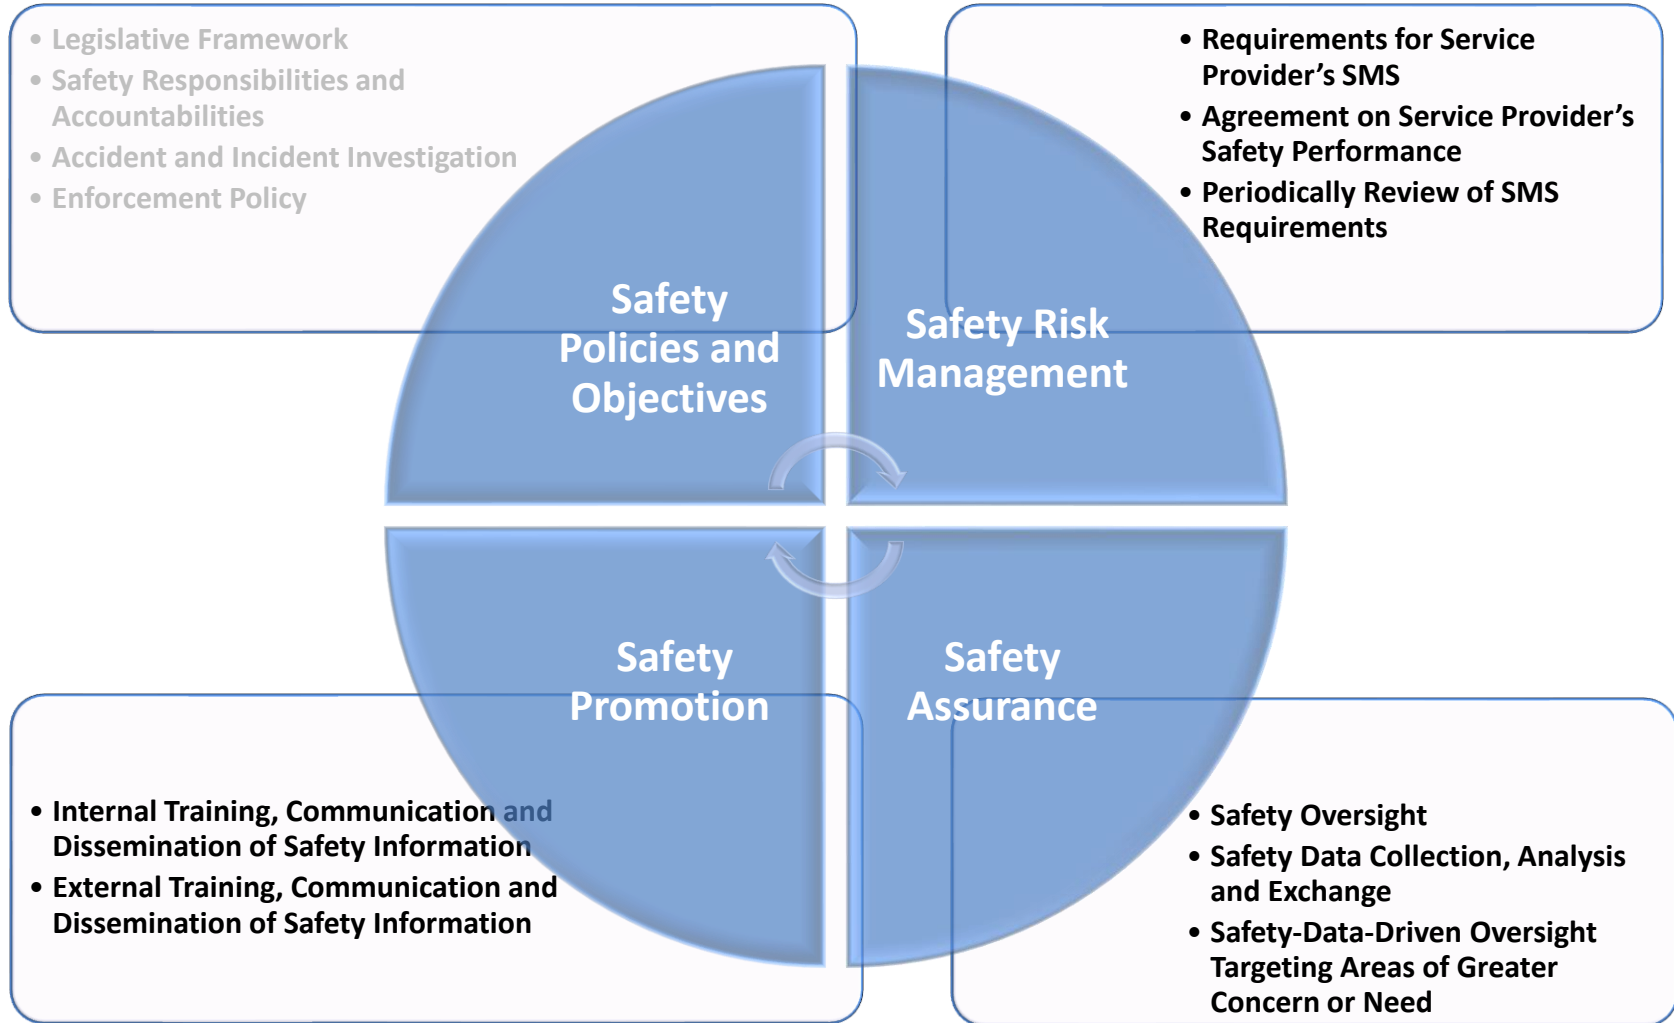 • Legislative Framework
• Safety Responsibilities and
Accountabilities
• Accident and Incident Investigation
• Enforcement Policy
• Requirements for Service
Provider’s SMS
• Agreement on Service Provider’s
Safety Performance
• Periodically Review of SMS
Requirements
Safety
Policies and
Objectives
Safety Risk
Management
Safety
Promotion
Safety
Assurance
• Internal Training, Communication and
Dissemination of Safety Information
• External Training, Communication and
Dissemination of Safety Information
• Safety Oversight
• Safety Data Collection, Analysis
and Exchange
• Safety-Data-Driven Oversight
Targeting Areas of Greater
Concern or Need